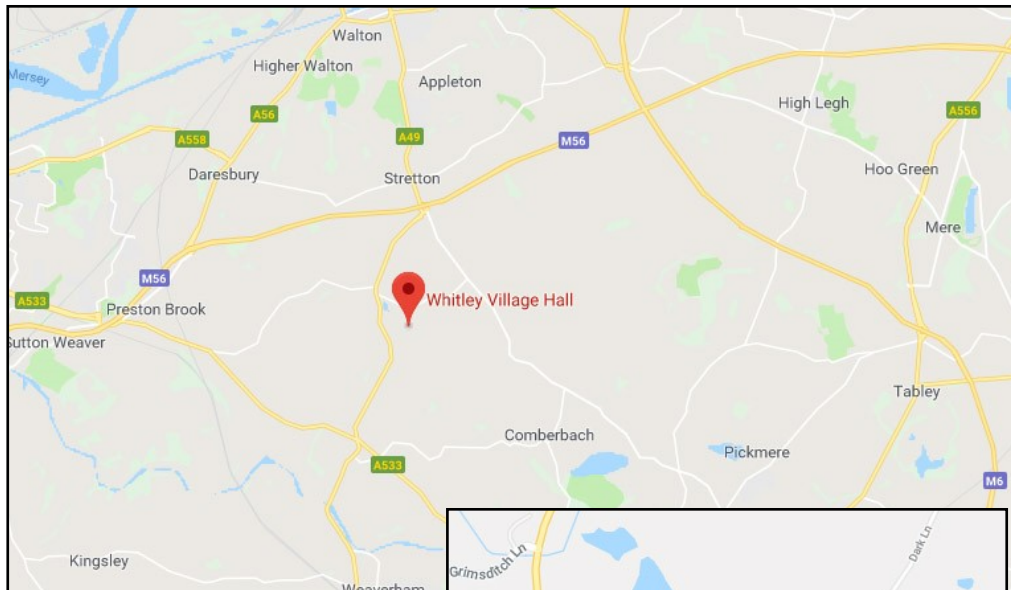 Walton
Higher Walton
Mersey
Appleton
High Legh
A56
A556
A558
A49
M56
Daresbury
Stretton
Hoo Green
Mere
M56
A533
Preston Brook
Whitley Village Hall
Sutton Weaver
Tabley
Comberbach
Pickmere
A533
M6
Dark Ln
Grimsditch Ln
Kingsley
Weaverham